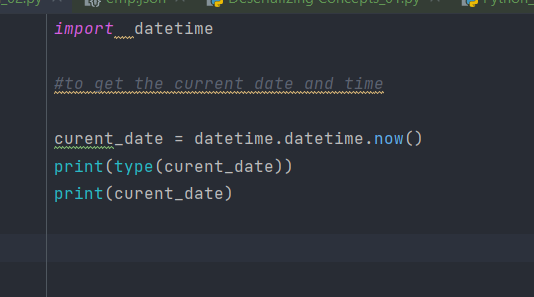 _02.py
emp.json
Deserializing Concepts_01.py
Python_
import  datetime
#to get the current date and time
curent_date = datetime.datetime.now()
print(type(curent_date))
print(curent_date)